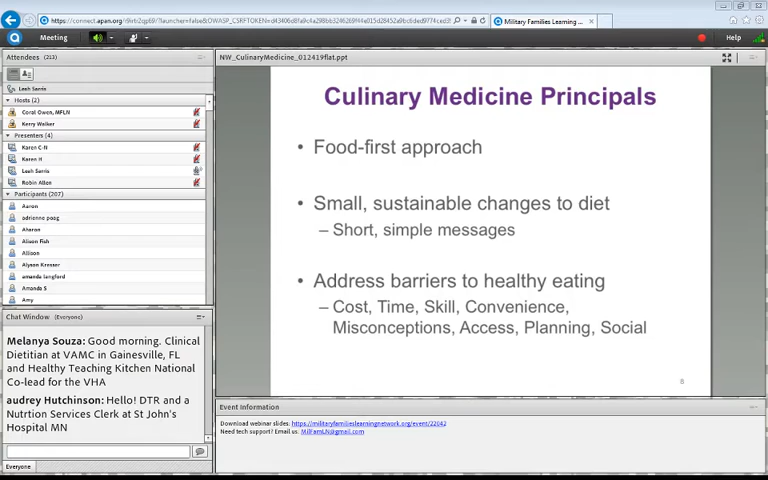 Military Families Learning ...
Meeting
Help
Attendees (213)
Leah Sarris
Hosts (2)
Coral Owen, MFLN
Kerry Walker
Presenters (4)
Karen C-N
Karen H
Leah Sarris
Robin Allen
Participants (207)
Aaron
adrienne poag
Aharon
Alison Fish
Allison
Alyson Kresser
amanda langford
Amanda S
Amy
Chat Window (Everyone)
Melanya Souza: Good morning. Clinical
Dietitian at VAMC in Gainesville, FL
and Healthy Teaching Kitchen National
Co-lead for the VHA
audrey Hutchinson: Hello! DTR and a
Nutrtion Services Clerk at St John's
Hospital MN
Everyone
NW_CulinaryMedicine_012419flat.ppt
Culinary Medicine Principals
• Food-first approach
• Small, sustainable changes to diet
– Short, simple messages
• Address barriers to healthy eating
– Cost, Time, Skill, Convenience,
Misconceptions, Access, Planning, Social
8
Event Information
Download webinar slides: https://militaryfamilieslearningnetwork.org/event/22042
Need tech support? Email us: MilFamLN@gmail.com